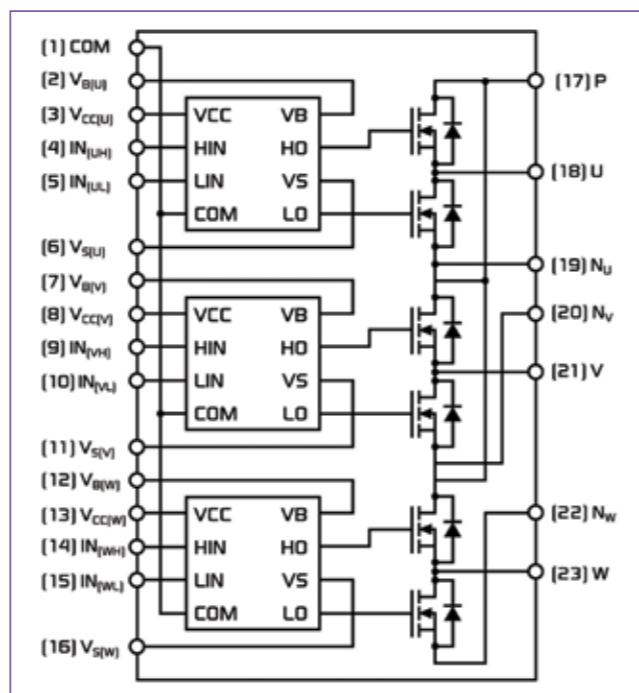 (1) COM
(2) VB(U)
(3) VCC(U)
(4) IN(UH)
(5) IN(UL)
(6) VS(U)
(7) VB(V)
(8) VCC(V)
(9) IN(VH)
(10) IN(VL)
(11) VS(V)
(12) VB(W)
(13) VCC(W)
(14) IN(WH)
(15) IN(WL)
(16) VS(W)
VCC VB
HIN HO
LIN VS
COM LO
VCC VB
HIN HO
LIN VS
COM LO
VCC VB
HIN HO
LIN VS
COM LO
(17) P
(18) U
(19) NU
(20) NV
(21) V
(22) NW
(23) W